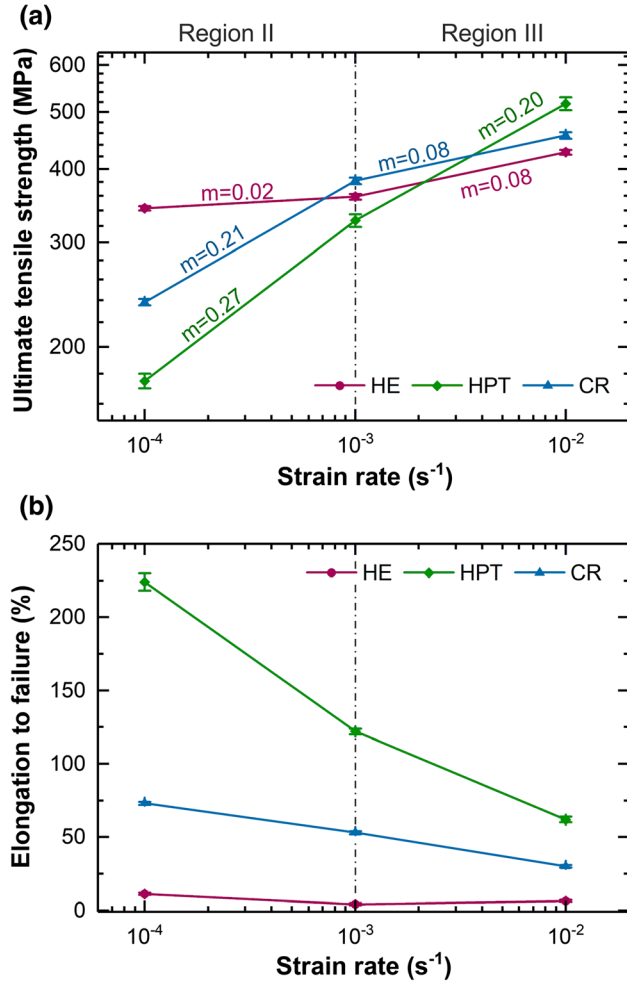 (a)
Region II Region III
Ultimate tensile strength (MPa)
600
500
400
300
200
m=0.02
m=0.21
m=0.27
m=0.08
m=0.20
m=0.08
HE HPT CR
10⁻⁴ 10⁻³ 10⁻²
Strain rate (s⁻¹)
(b)
Elongation to failure (%)
250
200
150
100
50
0
HE HPT CR
10⁻⁴ 10⁻³ 10⁻²
Strain rate (s⁻¹)